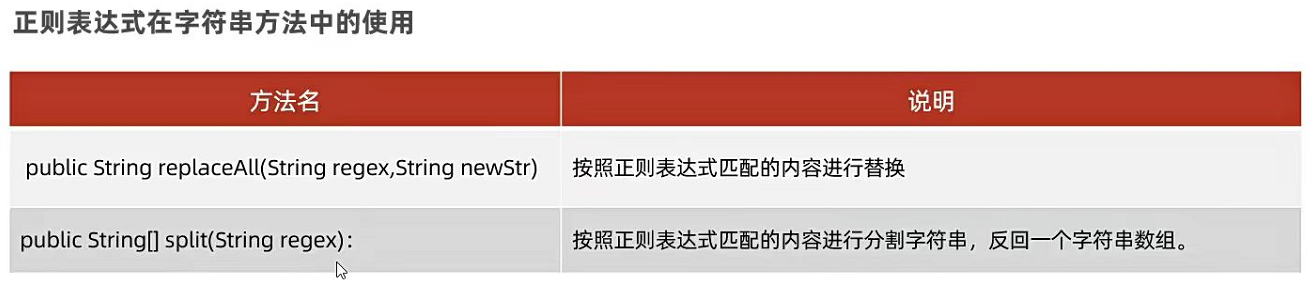 正则表达式在字符串方法中的使用
方法名 说明
public String replaceAll(String regex,String newStr) 按照正则表达式匹配的内容进行替换
public String[] split(String regex)： 按照正则表达式匹配的内容进行分割字符串，反回一个字符串数组。